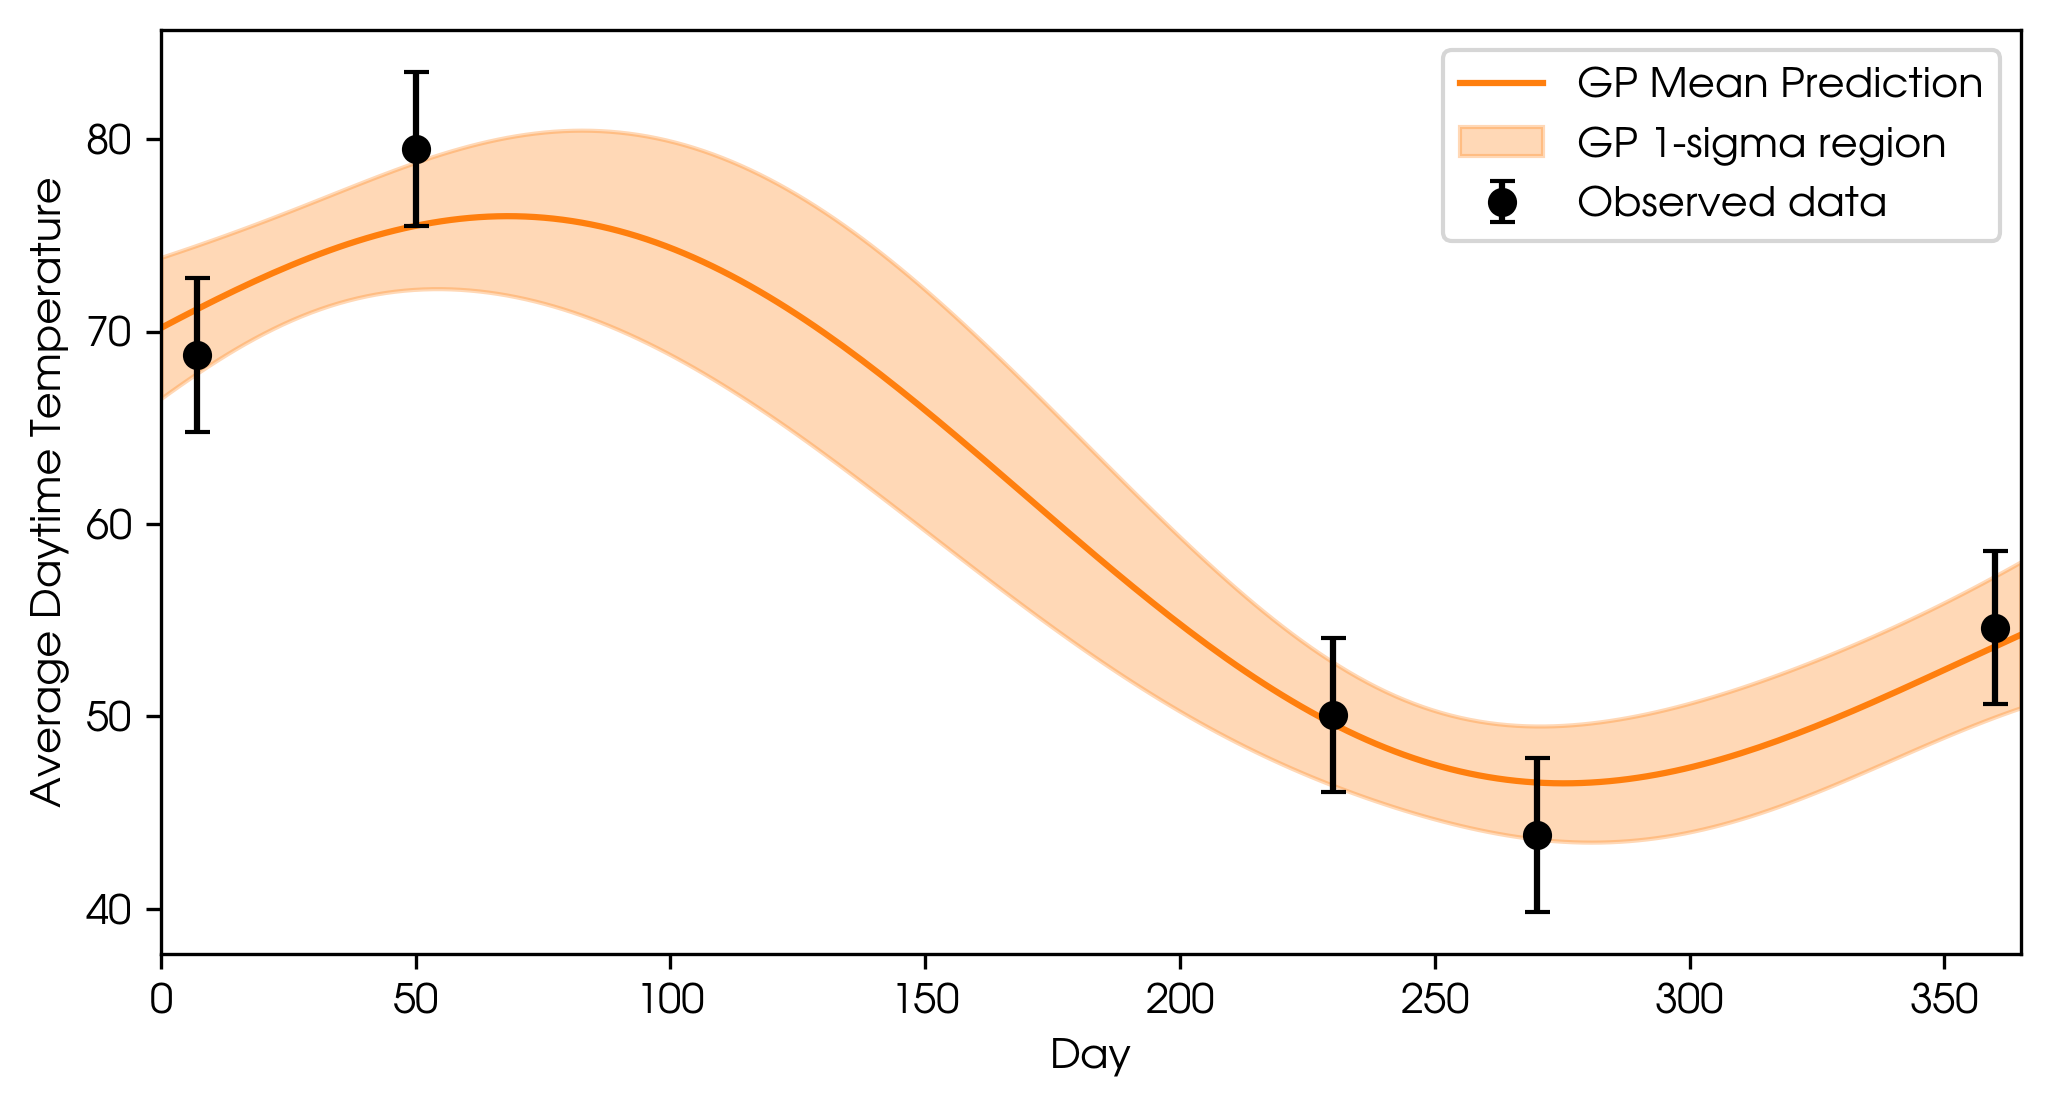 GP Mean Prediction
GP 1-sigma region
Observed data
Average Daytime Temperature
80
70
60
50
40
0 50 100 150 200 250 300 350
Day